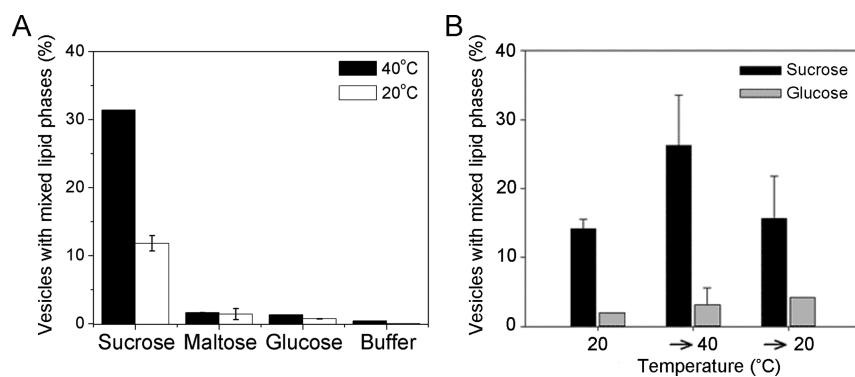 A
Vesicles with mixed lipid phases (%)
40
30
20
10
0
40°C
20°C
Sucrose Maltose Glucose Buffer
B
Vesicles with mixed lipid phases (%)
40
30
20
10
0
Sucrose
Glucose
20 →40 →20
Temperature (°C)